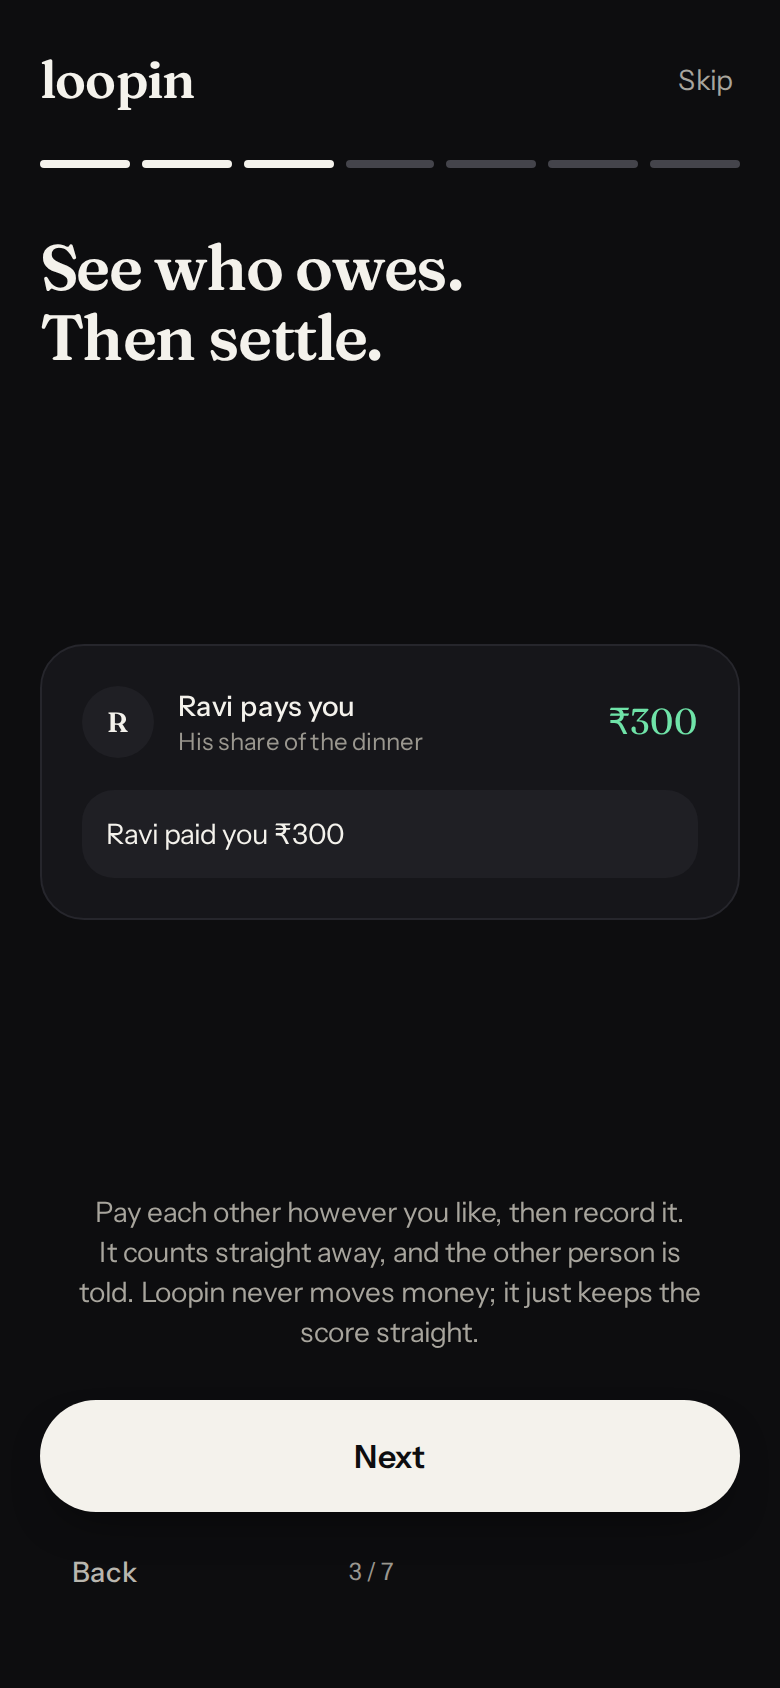 loopin
Skip
See who owes.
Then settle.
R
Ravi pays you
His share of the dinner
₹300
Ravi paid you ₹300
Pay each other however you like, then record it.
It counts straight away, and the other person is
told. Loopin never moves money; it just keeps the
score straight.
Next
Back
3 / 7